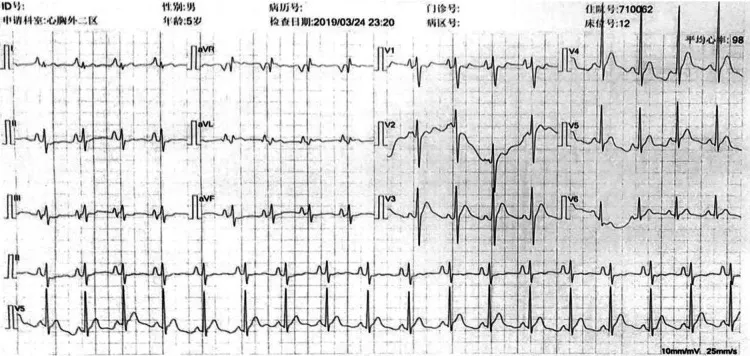 ID号: 性别:男 病历号: 门诊号: 住院号:710062
申请科室:心胸外二区 年龄:5岁 检查日期:2019/03/24 23:20 病区号: 床位号:12
平均心率: 98
I aVR V1 V4
II aVL V2 V5
III aVF V3 V6
II
V5
10mm/mV 25mm/s